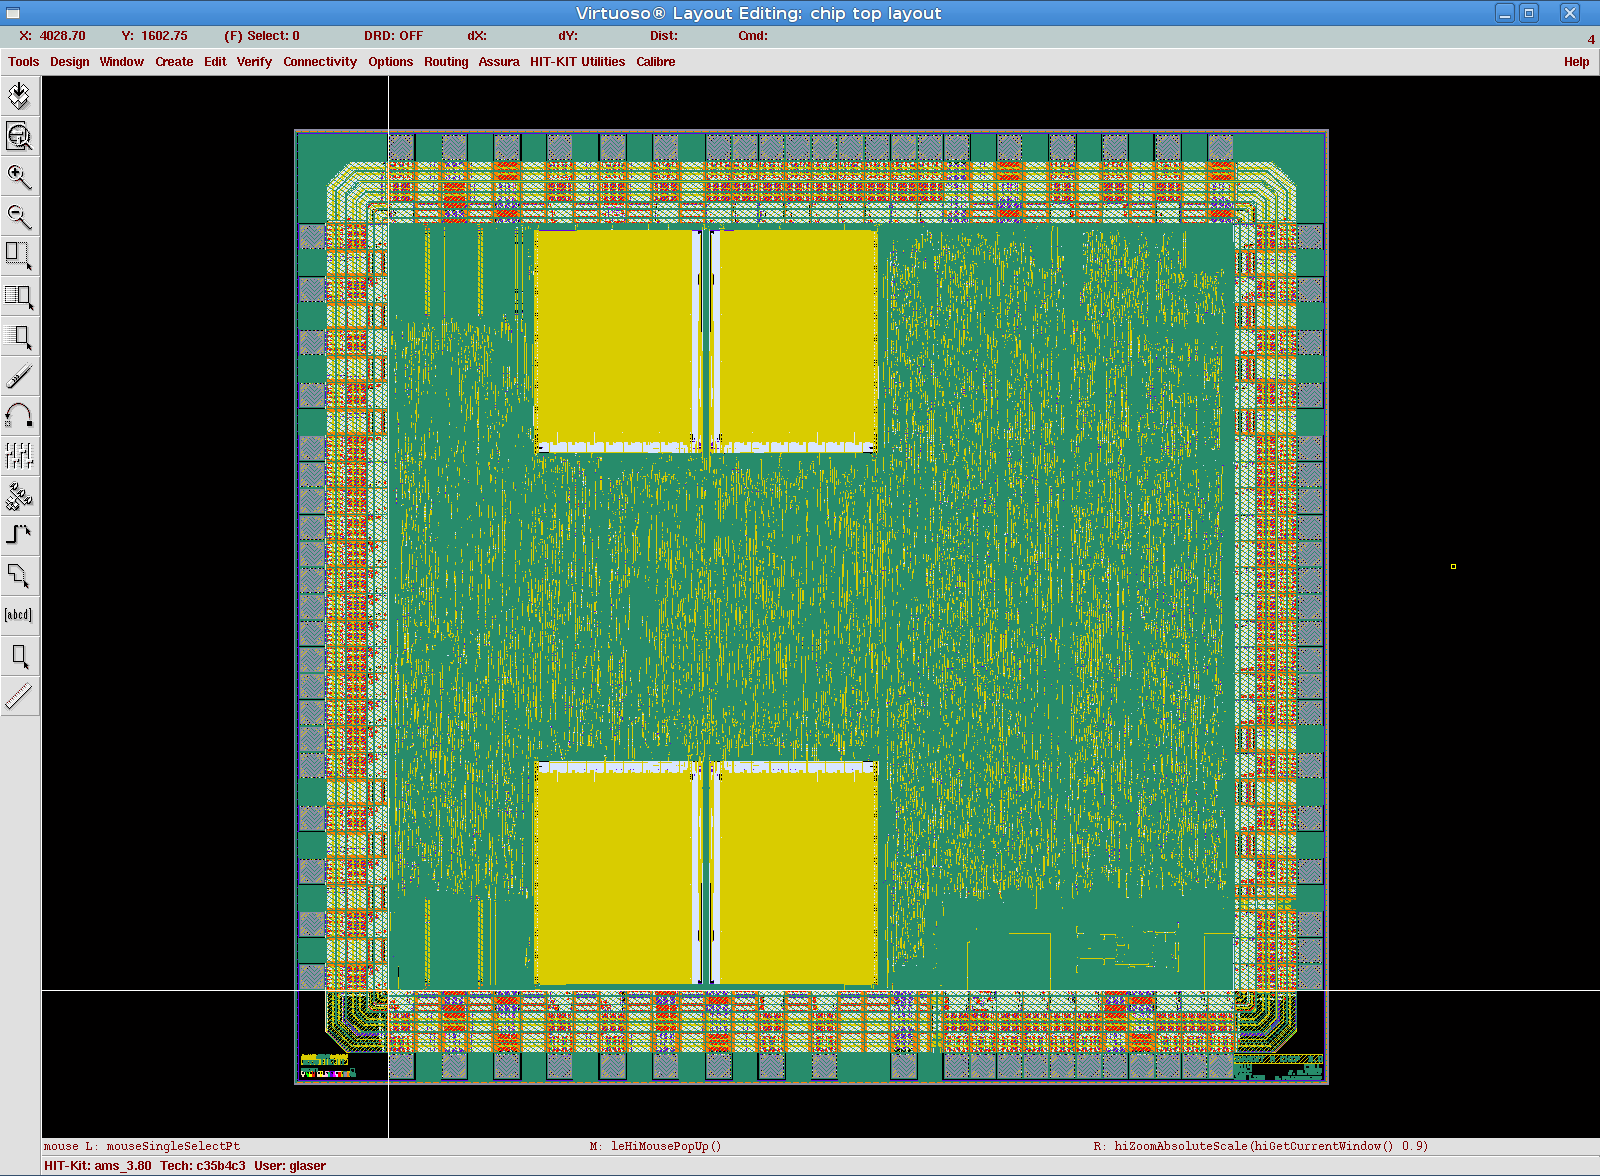 Virtuoso® Layout Editing: chip top layout
X: 4028.70 Y: 1602.75 (F) Select: 0 DRD: OFF dX: dY: Dist: Cmd:
4
Tools Design Window Create Edit Verify Connectivity Options Routing Assura HIT-KIT Utilities Calibre Help
[abcd]
mouse L: mouseSingleSelectPt M: leHiMousePopUp() R: hiZoomAbsoluteScale(hiGetCurrentWindow() 0.9)
HIT-Kit: ams_3.80 Tech: c35b4c3 User: glaser